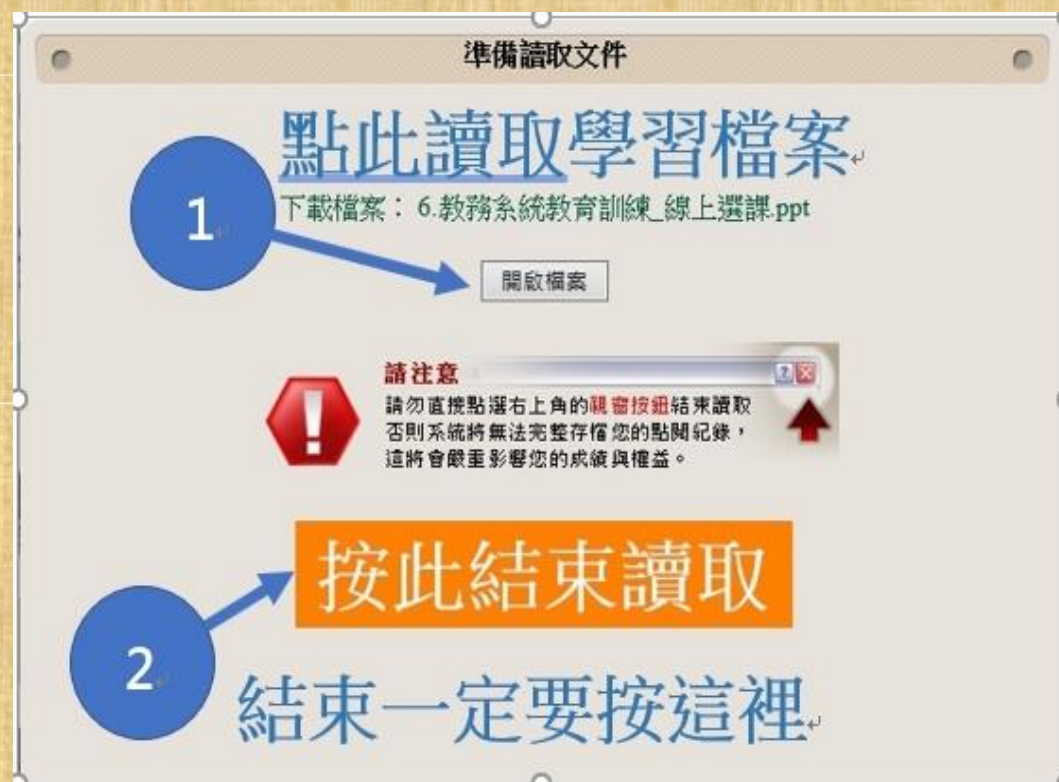 準備讀取文件
點此讀取學習檔案
1
下載檔案： 6.教務系統教育訓練_線上選課.ppt
開啟檔案
請注意
請勿直接點選右上角的視窗按鈕結束讀取
否則系統將無法完整存檔您的點閱紀錄，
這將會嚴重影響您的成績與權益。
按此結束讀取
2
結束一定要按這裡